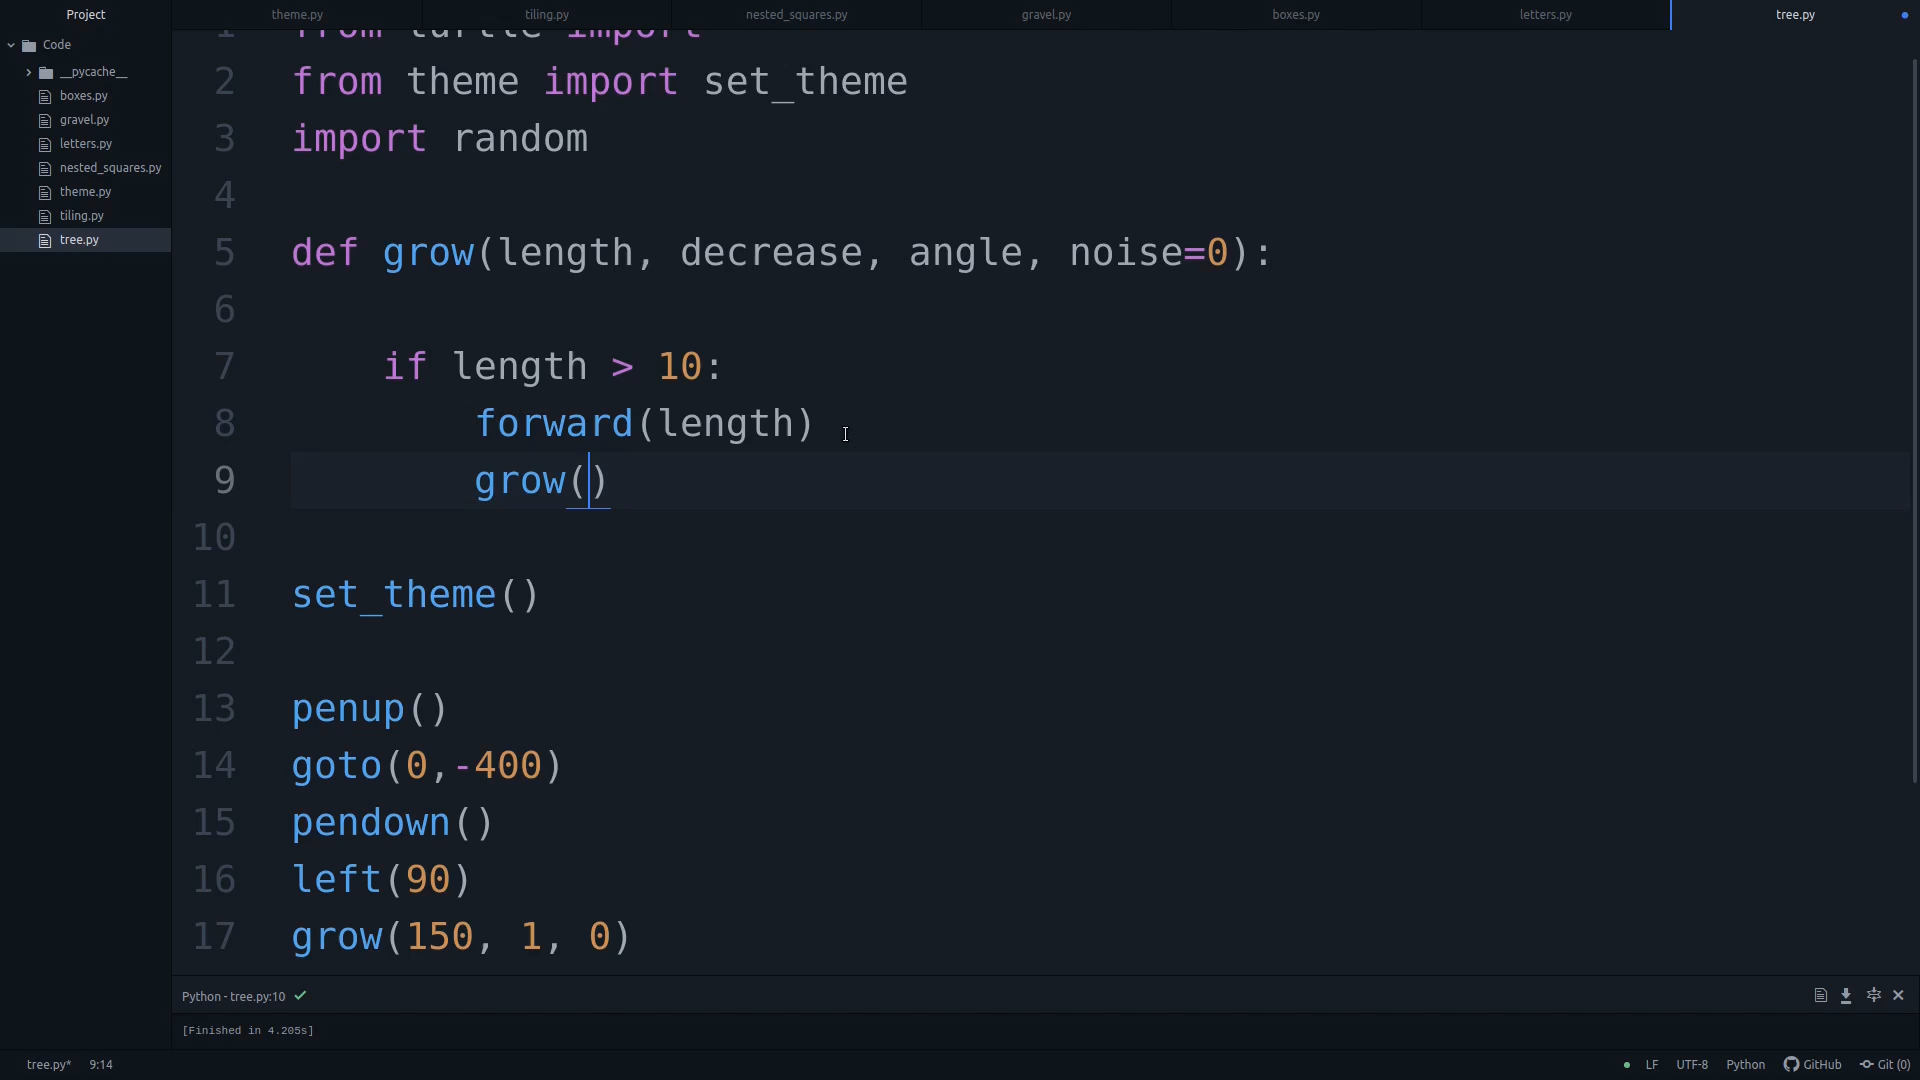 Project
theme.py
tiling.py
nested_squares.py
gravel.py
boxes.py
letters.py
tree.py
Code
__pycache__
boxes.py
gravel.py
letters.py
nested_squares.py
theme.py
tiling.py
tree.py
1 from turtle import
2 from theme import set_theme
3 import random
4
5 def grow(length, decrease, angle, noise=0):
6
7 if length > 10:
8 forward(length)
9 grow()
10
11 set_theme()
12
13 penup()
14 goto(0,-400)
15 pendown()
16 left(90)
17 grow(150, 1, 0)
Python - tree.py:10
[Finished in 4.205s]
tree.py* 9:14 LF UTF-8 Python GitHub Git (0)